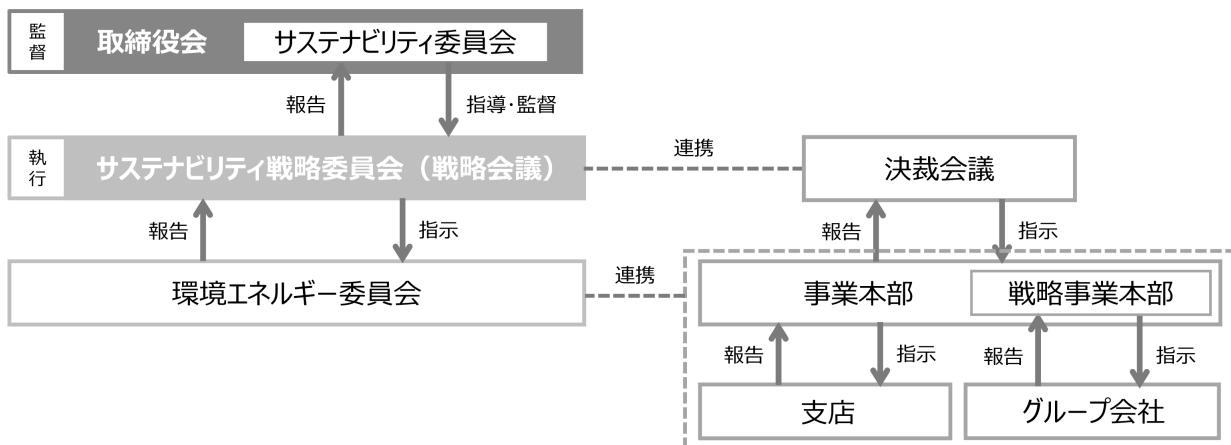 監督
取締役会
サステナビリティ委員会
報告
指導・監督
執行
サステナビリティ戦略委員会（戦略会議）
連携
決裁会議
報告
指示
報告
指示
環境エネルギー委員会
連携
事業本部
戦略事業本部
報告
指示
報告
指示
支店
グループ会社